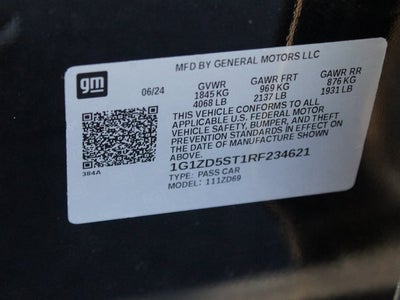 gm
MFD BY GENERAL MOTORS LLC
06/24 GVWR GAWR FRT GAWR RR
1845 KG 969 KG 876 KG
4068 LB 2137 LB 1931 LB
THIS VEHICLE CONFORMS TO ALL
APPLICABLE U.S. FEDERAL MOTOR
VEHICLE SAFETY, BUMPER, AND THEFT
PREVENTION STANDARDS IN EFFECT ON
THE DATE OF MANUFACTURE SHOWN
ABOVE.
384A
1G1ZD5ST1RF234621
TYPE: PASS CAR
MODEL: 111ZD69